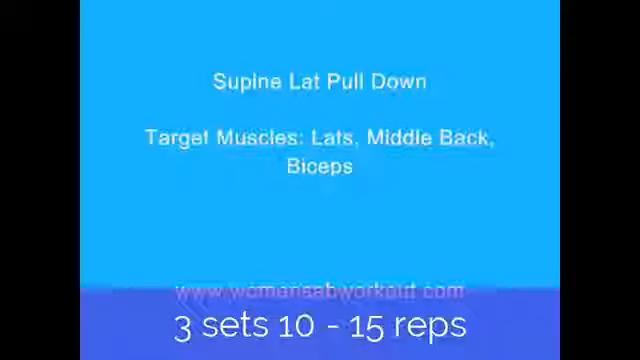 Supine Lat Pull Down
Target Muscles: Lats, Middle Back,
Biceps
www.womensabworkout.com
3 sets 10 - 15 reps